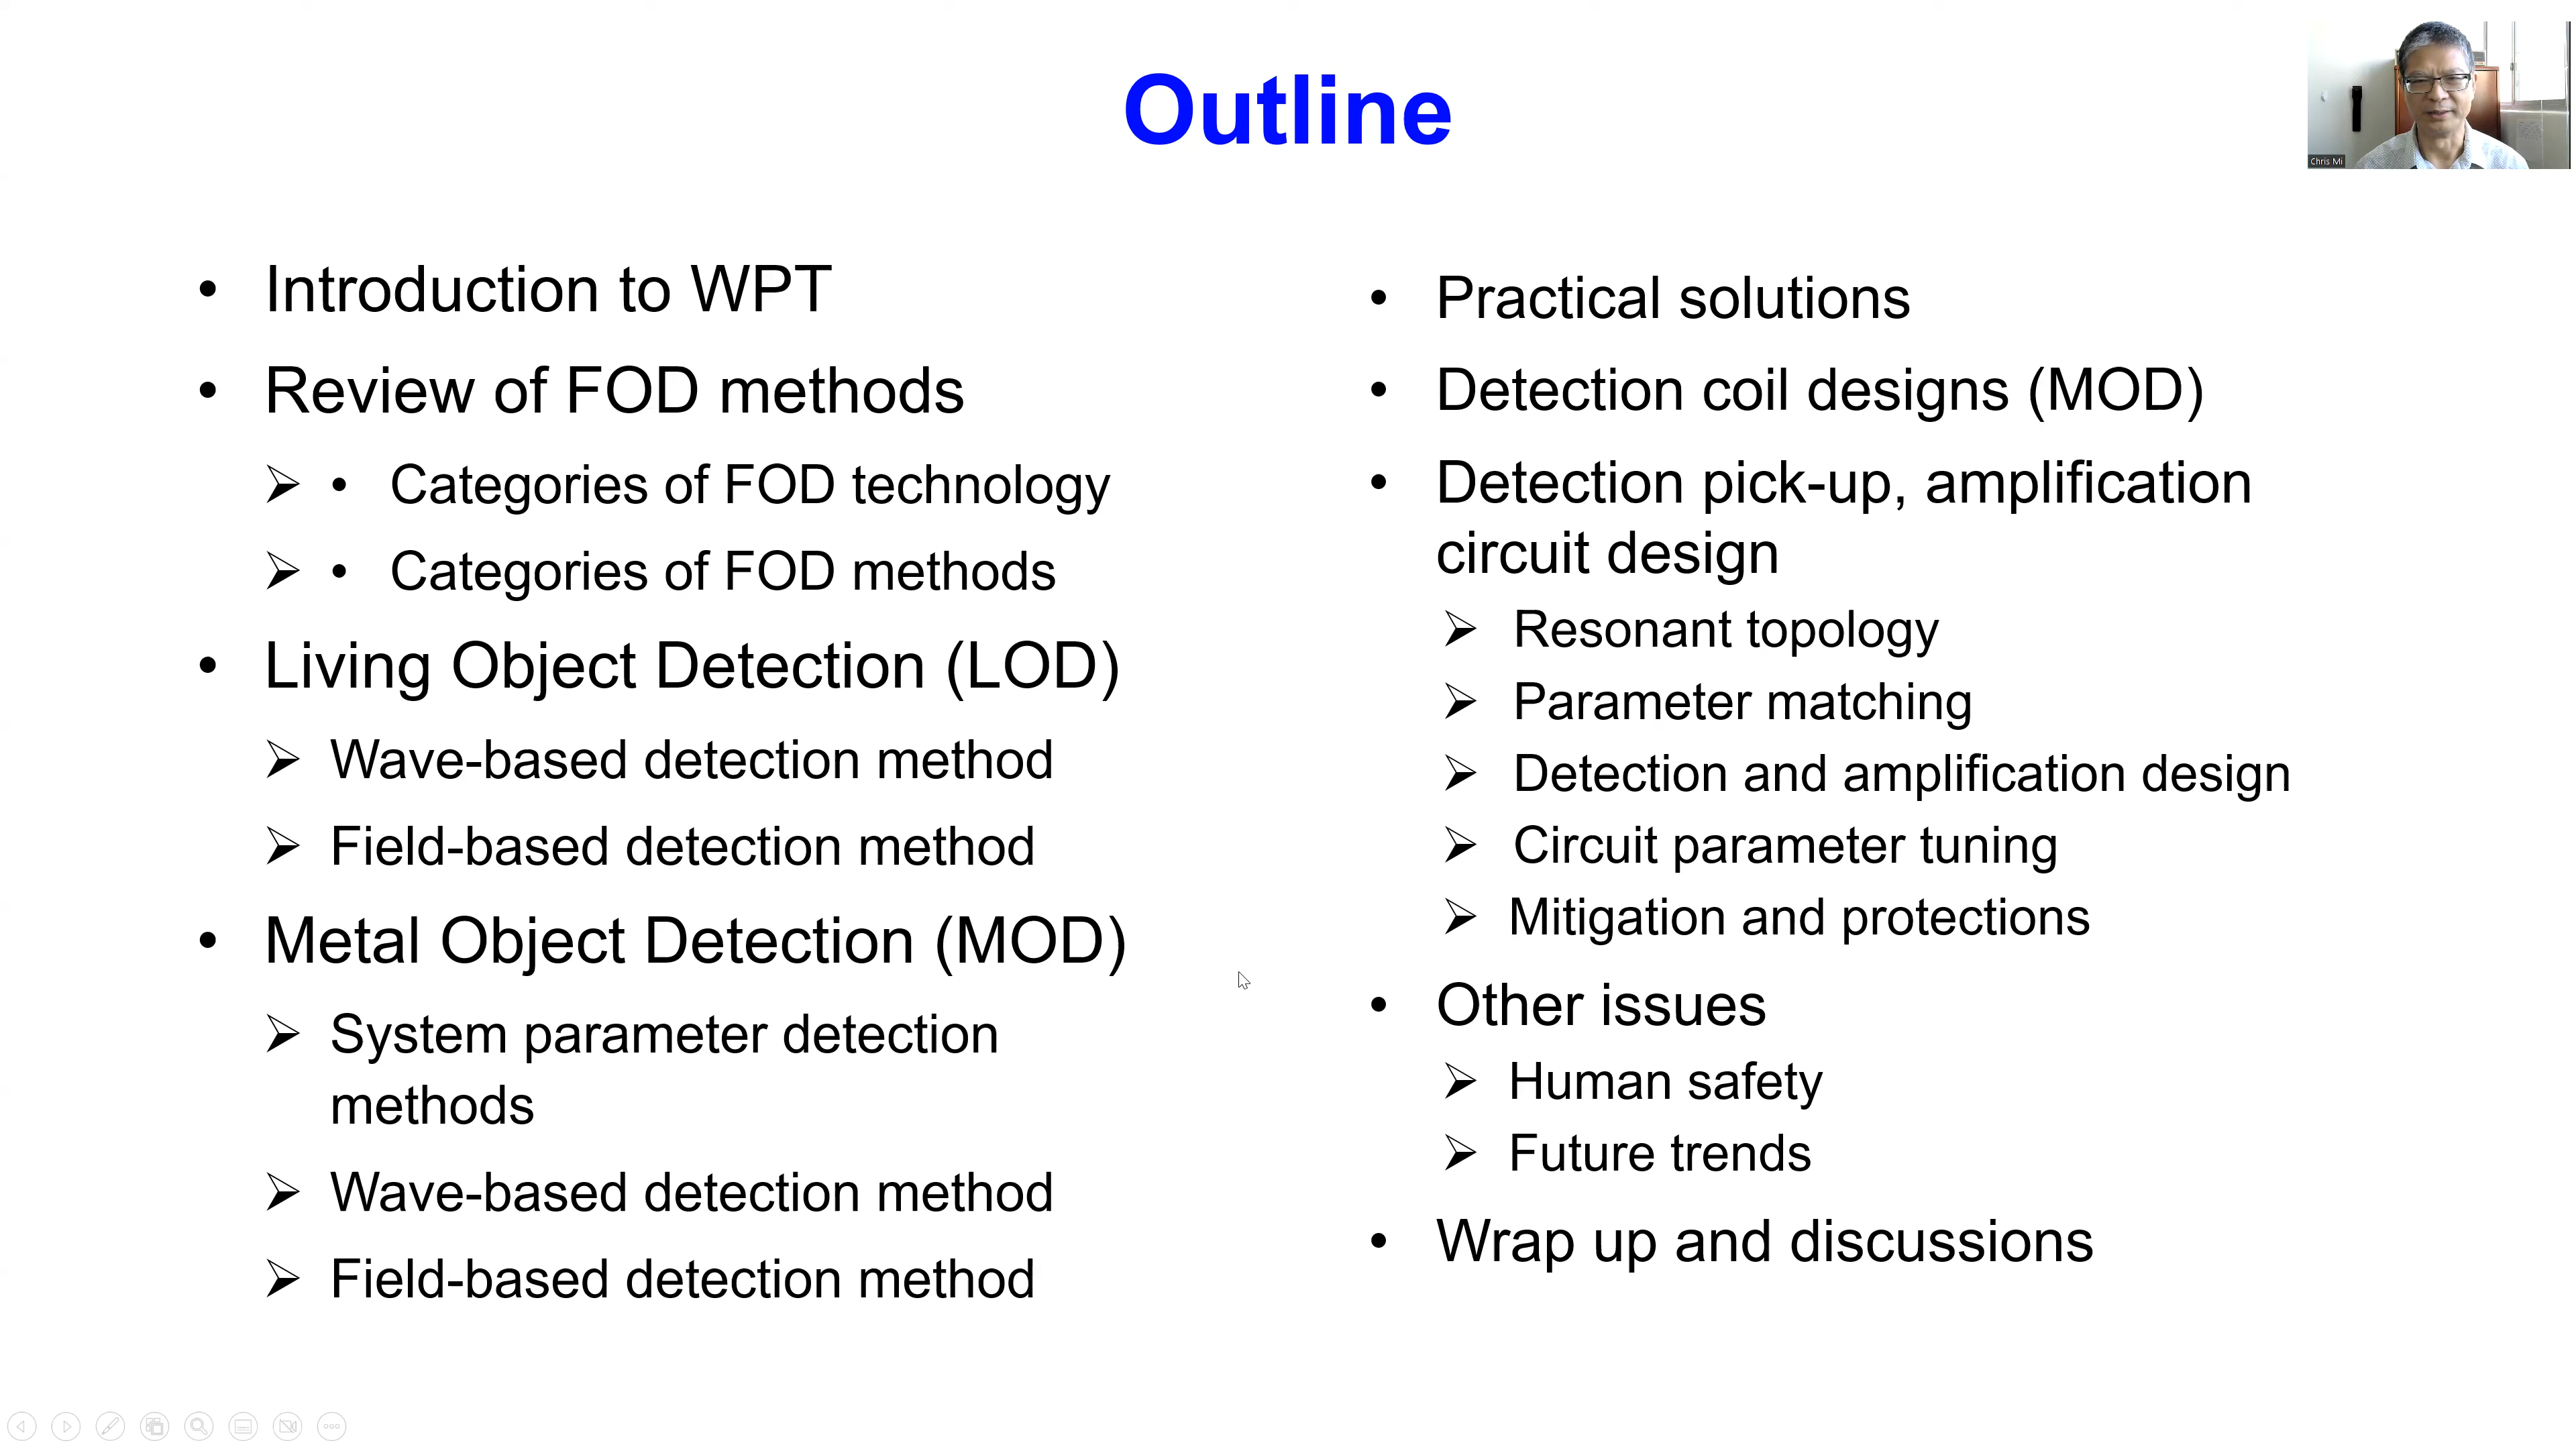 Outline
Chris Mi
• Introduction to WPT
• Review of FOD methods
➢ • Categories of FOD technology
➢ • Categories of FOD methods
• Living Object Detection (LOD)
➢ Wave-based detection method
➢ Field-based detection method
• Metal Object Detection (MOD)
➢ System parameter detection
methods
➢ Wave-based detection method
➢ Field-based detection method
• Practical solutions
• Detection coil designs (MOD)
• Detection pick-up, amplification
circuit design
➢ Resonant topology
➢ Parameter matching
➢ Detection and amplification design
➢ Circuit parameter tuning
➢ Mitigation and protections
• Other issues
➢ Human safety
➢ Future trends
• Wrap up and discussions